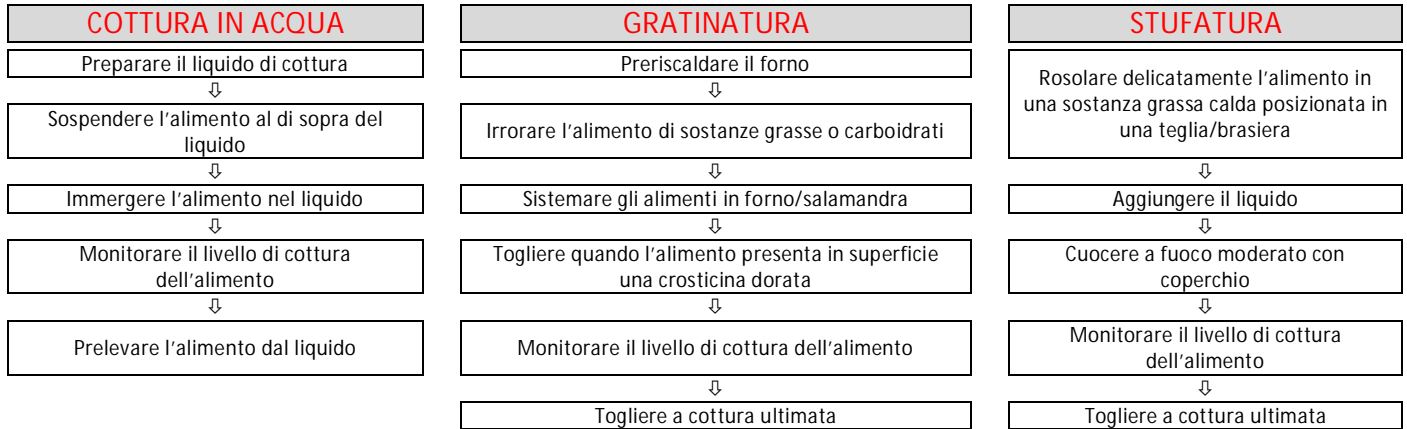 COTTURA IN ACQUA
Preparare il liquido di cottura
⇩
Sospendere l'alimento al di sopra del
liquido
⇩
Immergere l'alimento nel liquido
⇩
Monitorare il livello di cottura
dell'alimento
⇩
Prelevare l'alimento dal liquido
GRATINATURA
Preriscaldare il forno
⇩
Irrorare l'alimento di sostanze grasse o carboidrati
⇩
Sistemare gli alimenti in forno/salamandra
⇩
Togliere quando l'alimento presenta in superficie
una crosticina dorata
⇩
Monitorare il livello di cottura dell'alimento
⇩
Togliere a cottura ultimata
STUFATURA
Rosolare delicatamente l'alimento in
una sostanza grassa calda posizionata in
una teglia/brasiera
⇩
Aggiungere il liquido
⇩
Cuocere a fuoco moderato con
coperchio
⇩
Monitorare il livello di cottura
dell'alimento
⇩
Togliere a cottura ultimata